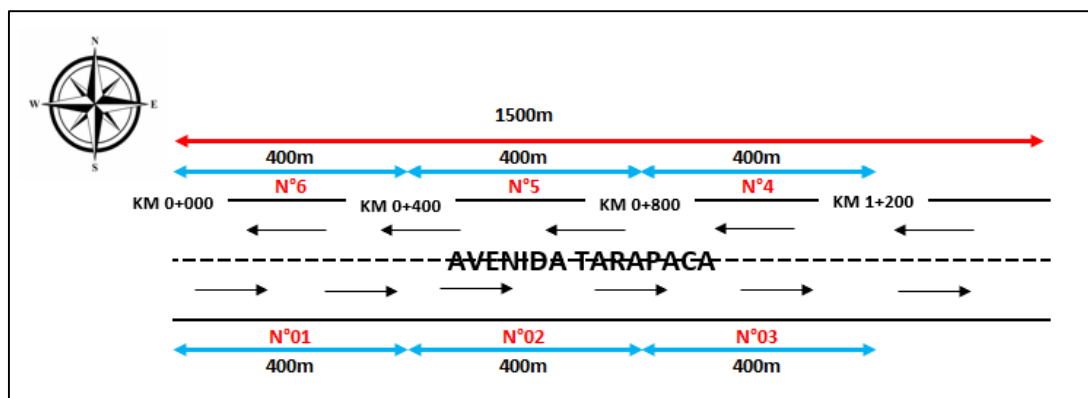 N
W E
S
1500m
400m 400m 400m
N°6 N°5 N°4
KM 0+000 KM 0+400 KM 0+800 KM 1+200
AVENIDA TARAPACA
N°01 N°02 N°03
400m 400m 400m